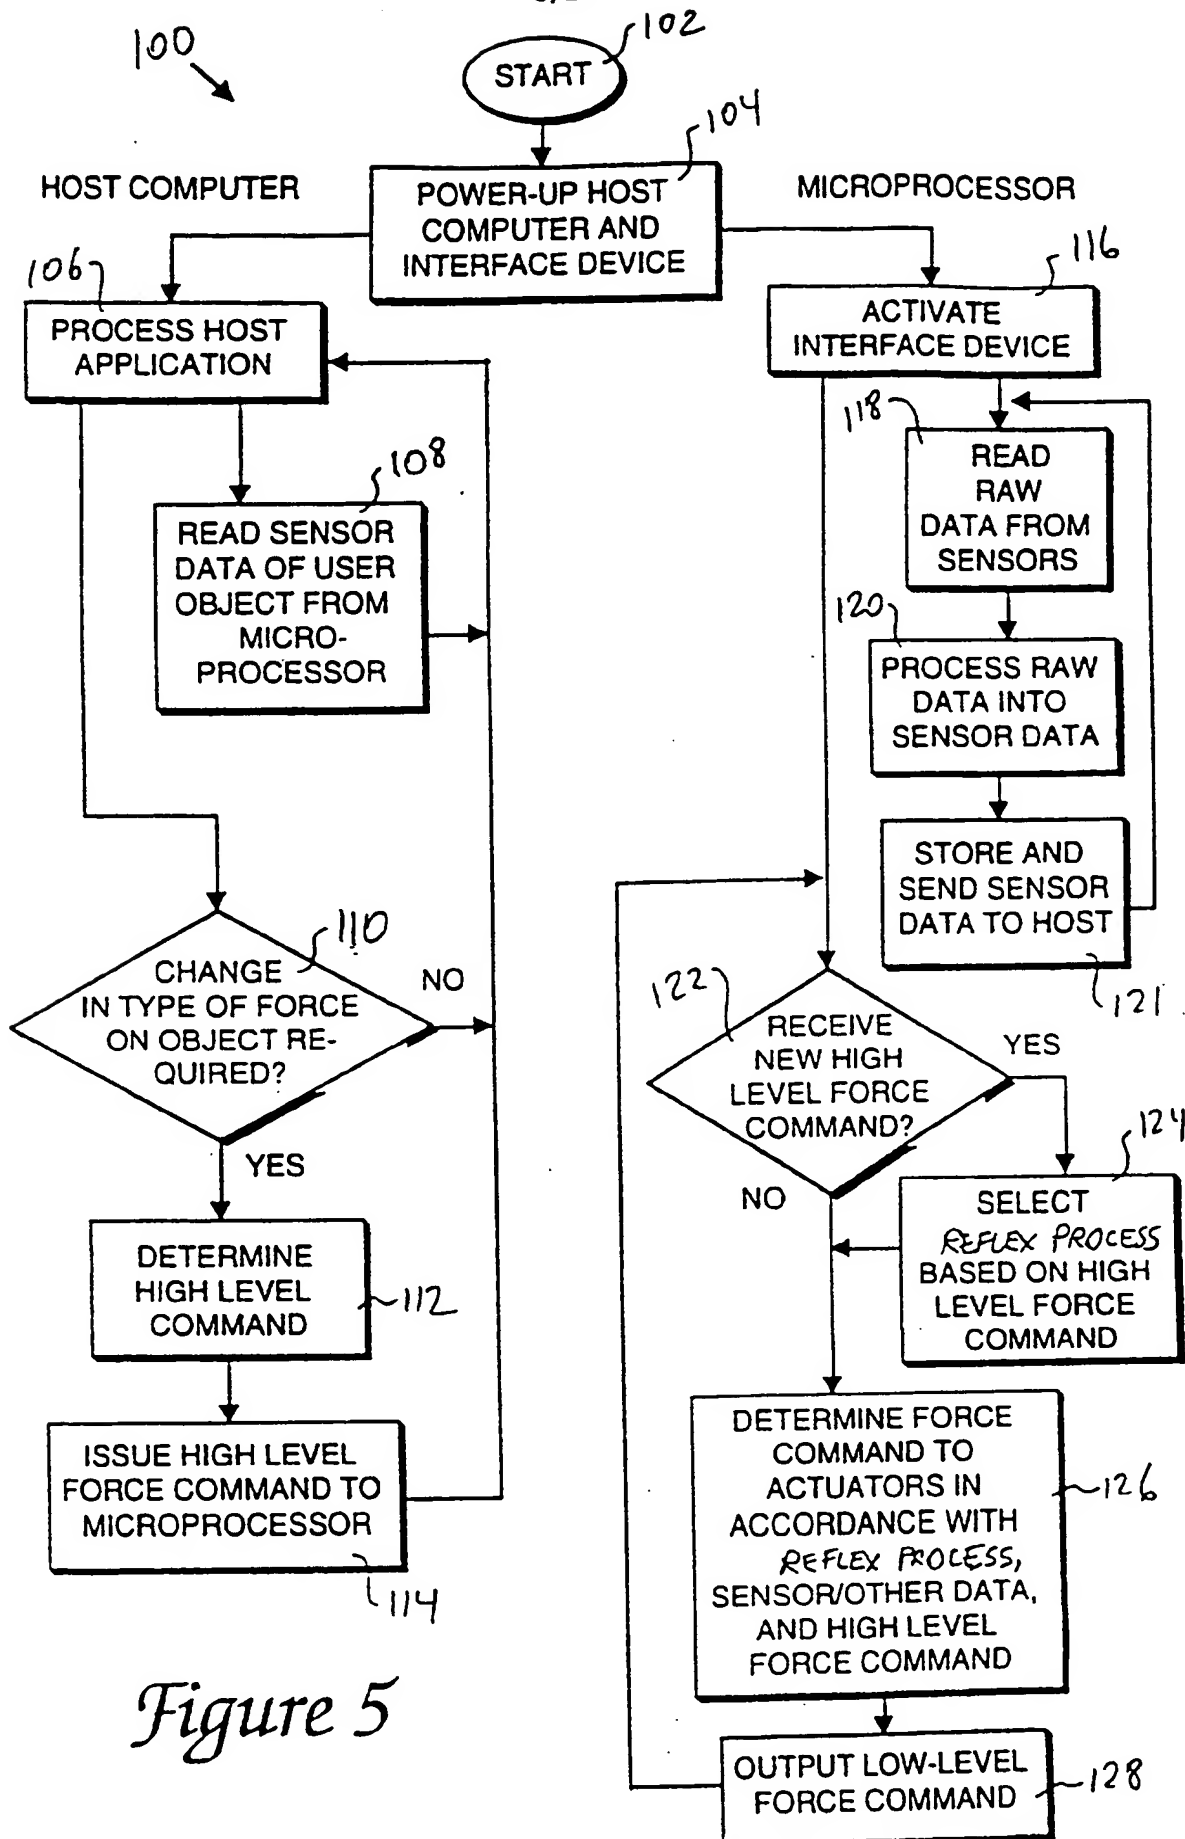 102
100
START
104
HOST COMPUTER
POWER-UP HOST
COMPUTER AND
INTERFACE DEVICE
MICROPROCESSOR
106
PROCESS HOST
APPLICATION
116
ACTIVATE
INTERFACE DEVICE
108
READ SENSOR
DATA OF USER
OBJECT FROM
MICRO-
PROCESSOR
118
READ
RAW
DATA FROM
SENSORS
120
PROCESS RAW
DATA INTO
SENSOR DATA
STORE AND
SEND SENSOR
DATA TO HOST
121
110
CHANGE
IN TYPE OF FORCE
ON OBJECT RE-
QUIRED?
NO
YES
122
RECEIVE
NEW HIGH
LEVEL FORCE
COMMAND?
YES
NO
124
SELECT
REFLEX PROCESS
BASED ON HIGH
LEVEL FORCE
COMMAND
DETERMINE
HIGH LEVEL
COMMAND
112
ISSUE HIGH LEVEL
FORCE COMMAND TO
MICROPROCESSOR
114
DETERMINE FORCE
COMMAND TO
ACTUATORS IN
ACCORDANCE WITH
REFLEX PROCESS,
SENSOR/OTHER DATA,
AND HIGH LEVEL
FORCE COMMAND
126
OUTPUT LOW-LEVEL
FORCE COMMAND
128
Figure 5